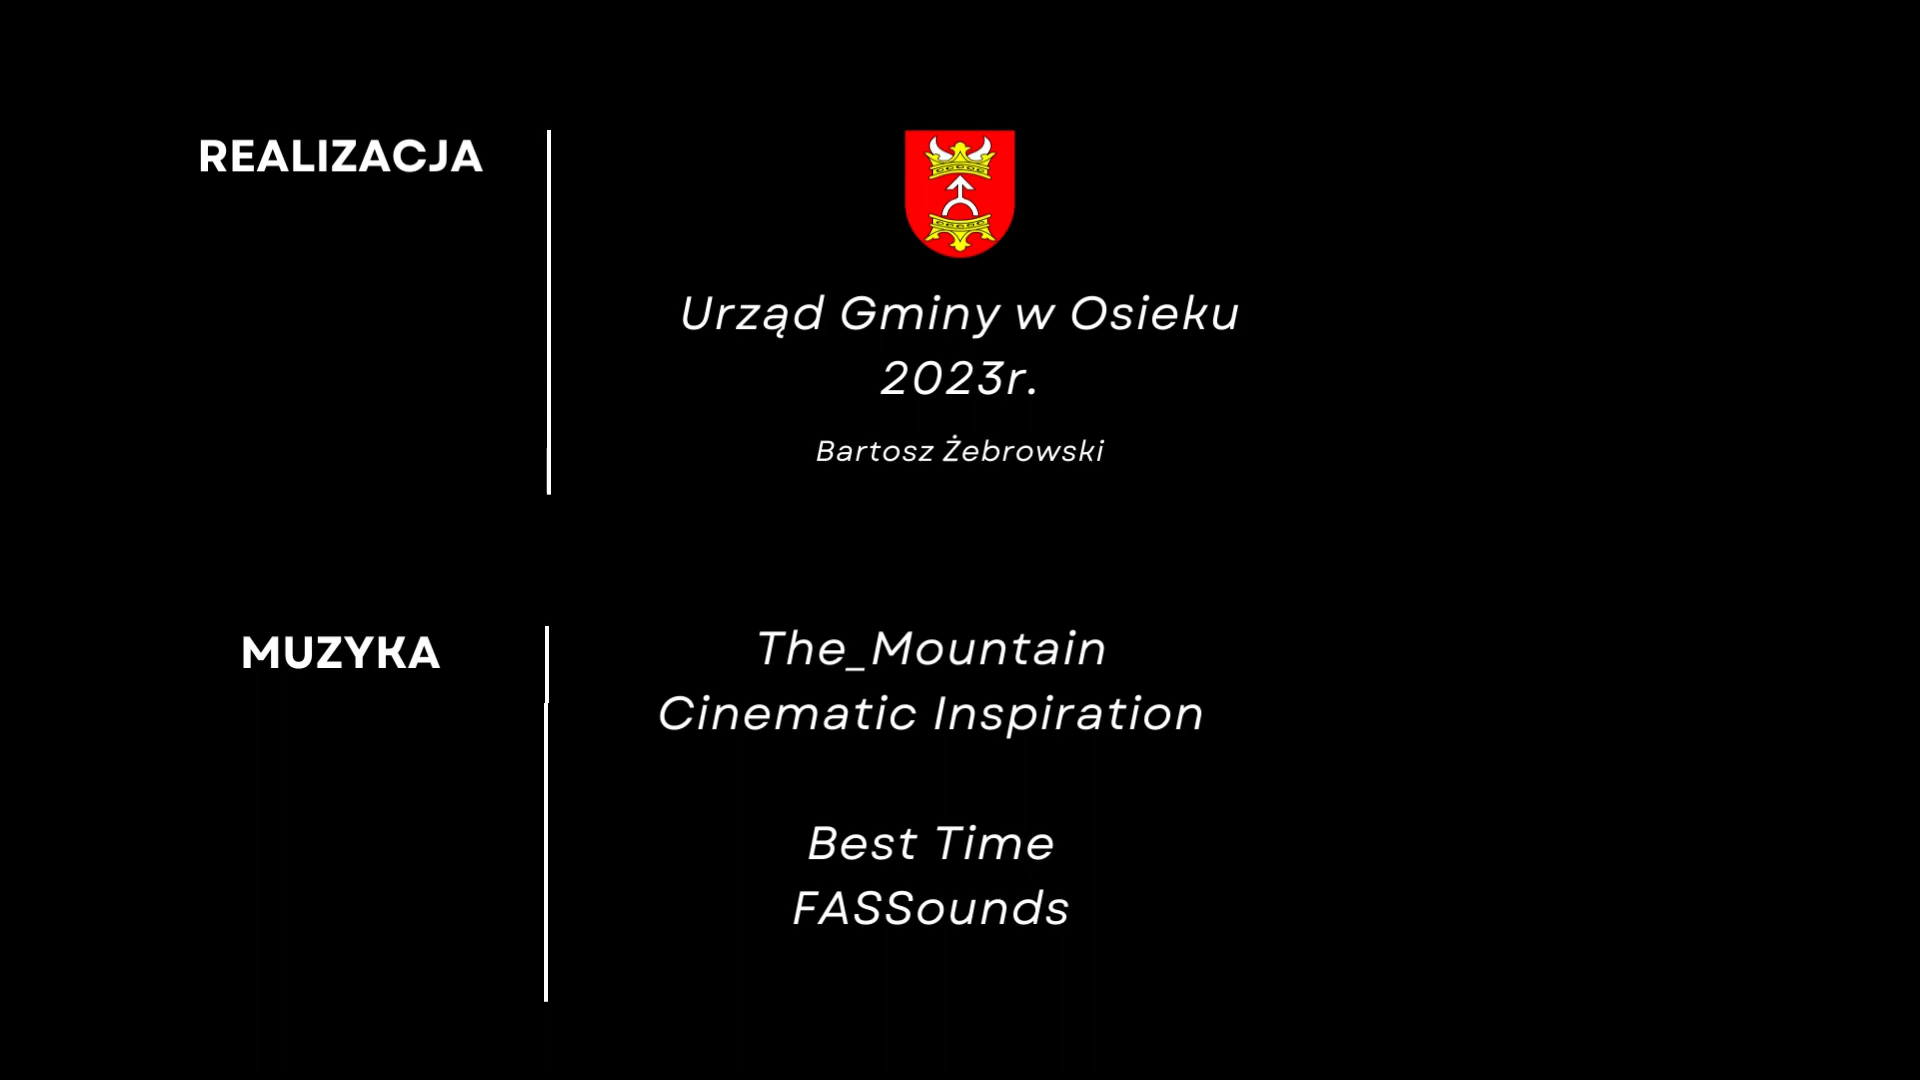 REALIZACJA
Urząd Gminy w Osieku
2023r.
Bartosz Żebrowski
MUZYKA
The_Mountain
Cinematic Inspiration
Best Time
FASSounds